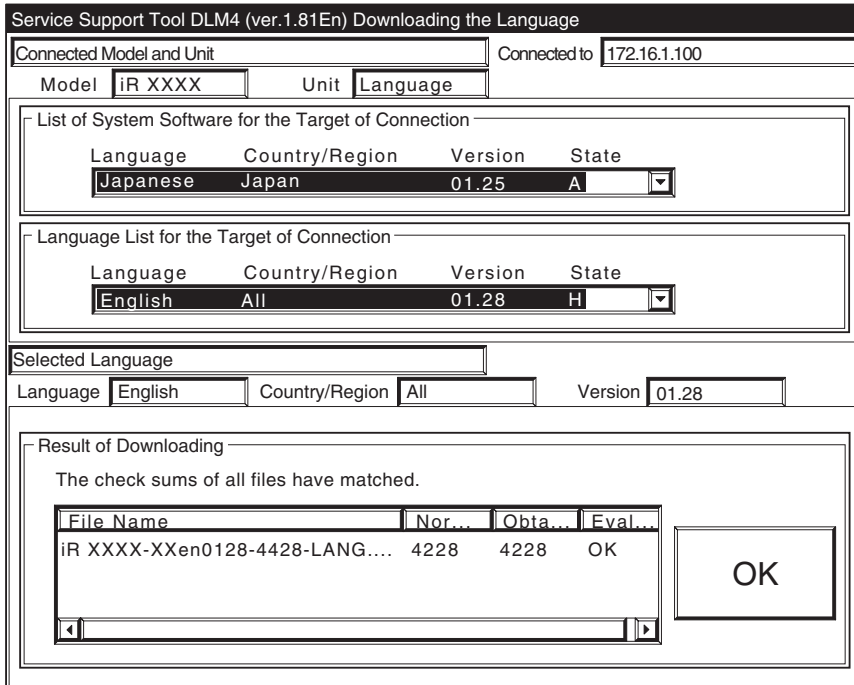 Service Support Tool DLM4 (ver.1.81En) Downloading the Language
Connected Model and Unit Connected to 172.16.1.100
Model iR XXXX Unit Language
List of System Software for the Target of Connection
Language Country/Region Version State
Japanese Japan 01.25 A
Language List for the Target of Connection
Language Country/Region Version State
English All 01.28 H
Selected Language
Language English Country/Region All Version 01.28
Result of Downloading
The check sums of all files have matched.
File Name Nor... Obta... Eval...
iR XXXX-XXen0128-4428-LANG.... 4228 4228 OK
OK